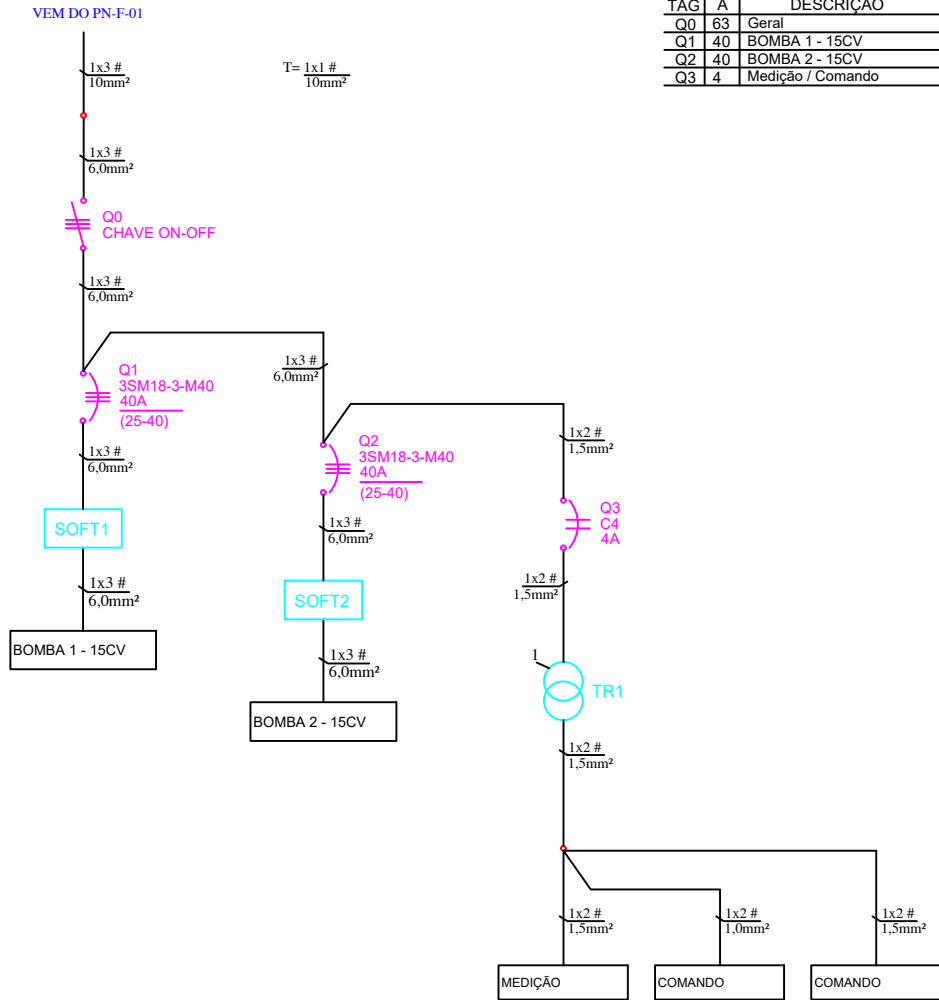 VEM DO PN-F-01
TAG A DESCRIÇÃO
Q0 63 Geral
Q1 40 BOMBA 1 - 15CV
Q2 40 BOMBA 2 - 15CV
Q3 4 Medição / Comando
1x3 #
10mm²
T= 1x1 #
10mm²
1x3 #
6,0mm²
Q0
CHAVE ON-OFF
1x3 #
6,0mm²
Q1
3SM18-3-M40
40A
(25-40)
1x3 #
6,0mm²
1x3 #
6,0mm²
SOFT1
1x3 #
6,0mm²
BOMBA 1 - 15CV
Q2
3SM18-3-M40
40A
(25-40)
1x3 #
6,0mm²
SOFT2
1x3 #
6,0mm²
BOMBA 2 - 15CV
1x2 #
1,5mm²
Q3
C4
4A
1x2 #
1,5mm²
1
TR1
1x2 #
1,5mm²
1x2 #
1,5mm²
1x2 #
1,0mm²
1x2 #
1,5mm²
MEDIÇÃO
COMANDO
COMANDO